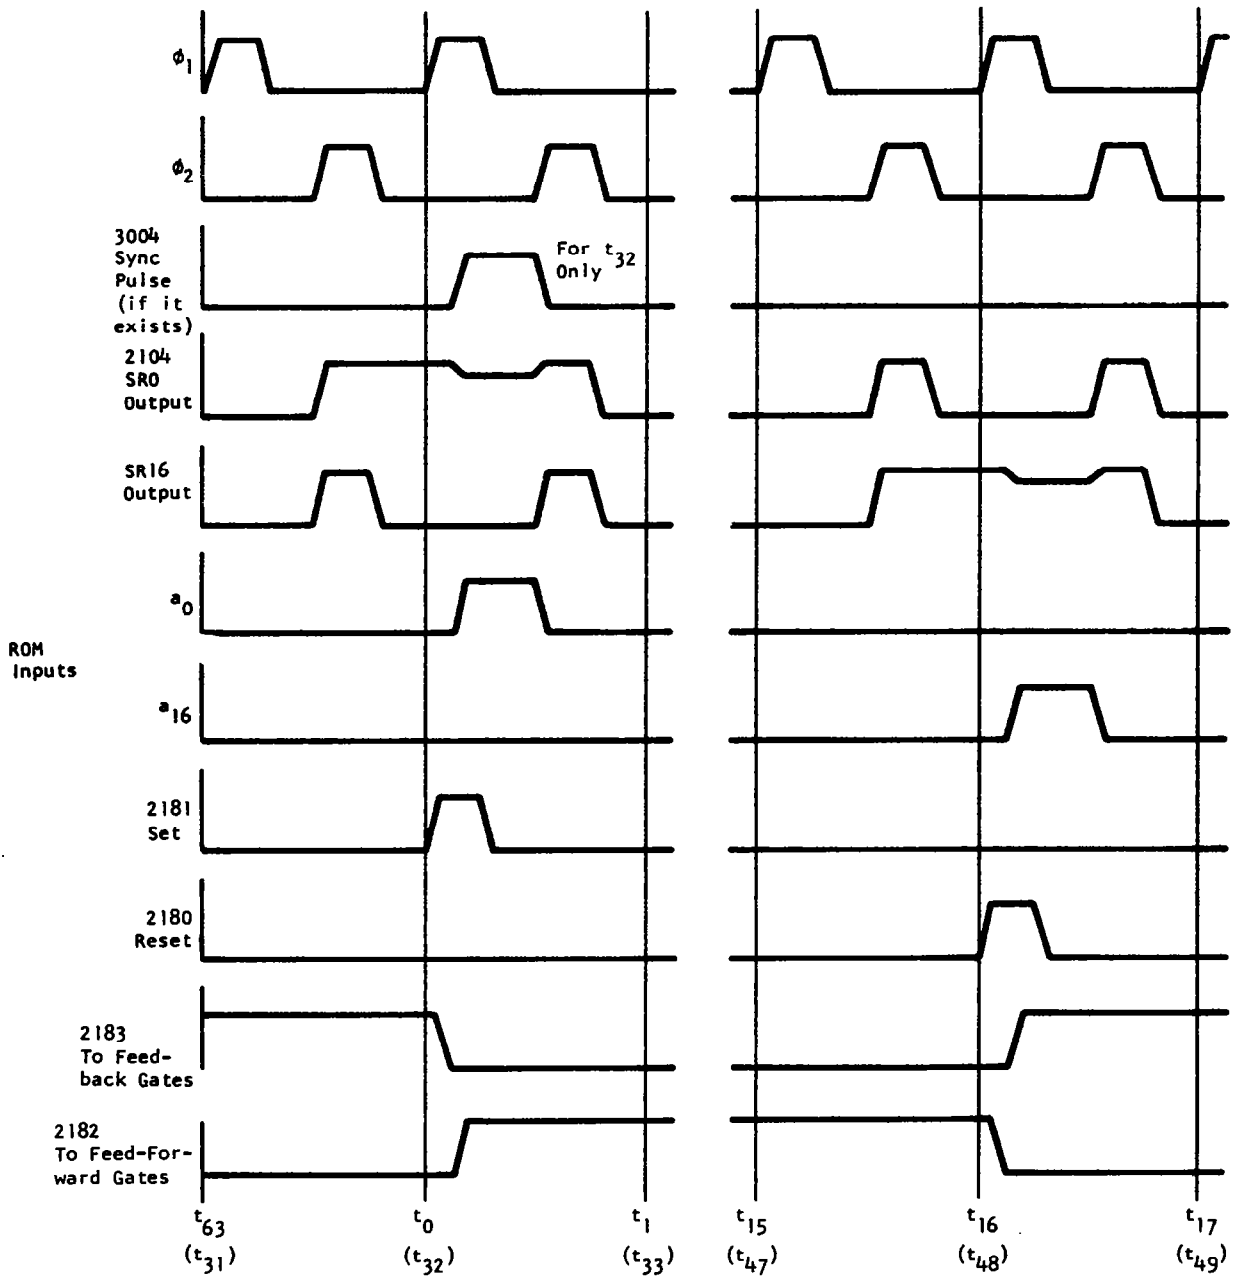 ϕ1
ϕ2
3004
Sync
Pulse
(if it
exists)
For t32
Only
2104
SR0
Output
SR16
Output
a0
ROM
Inputs
a16
2181
Set
2180
Reset
2183
To Feed-
back Gates
2182
To Feed-For-
ward Gates
t63 t0 t1 t15 t16 t17
(t31) (t32) (t33) (t47) (t48) (t49)